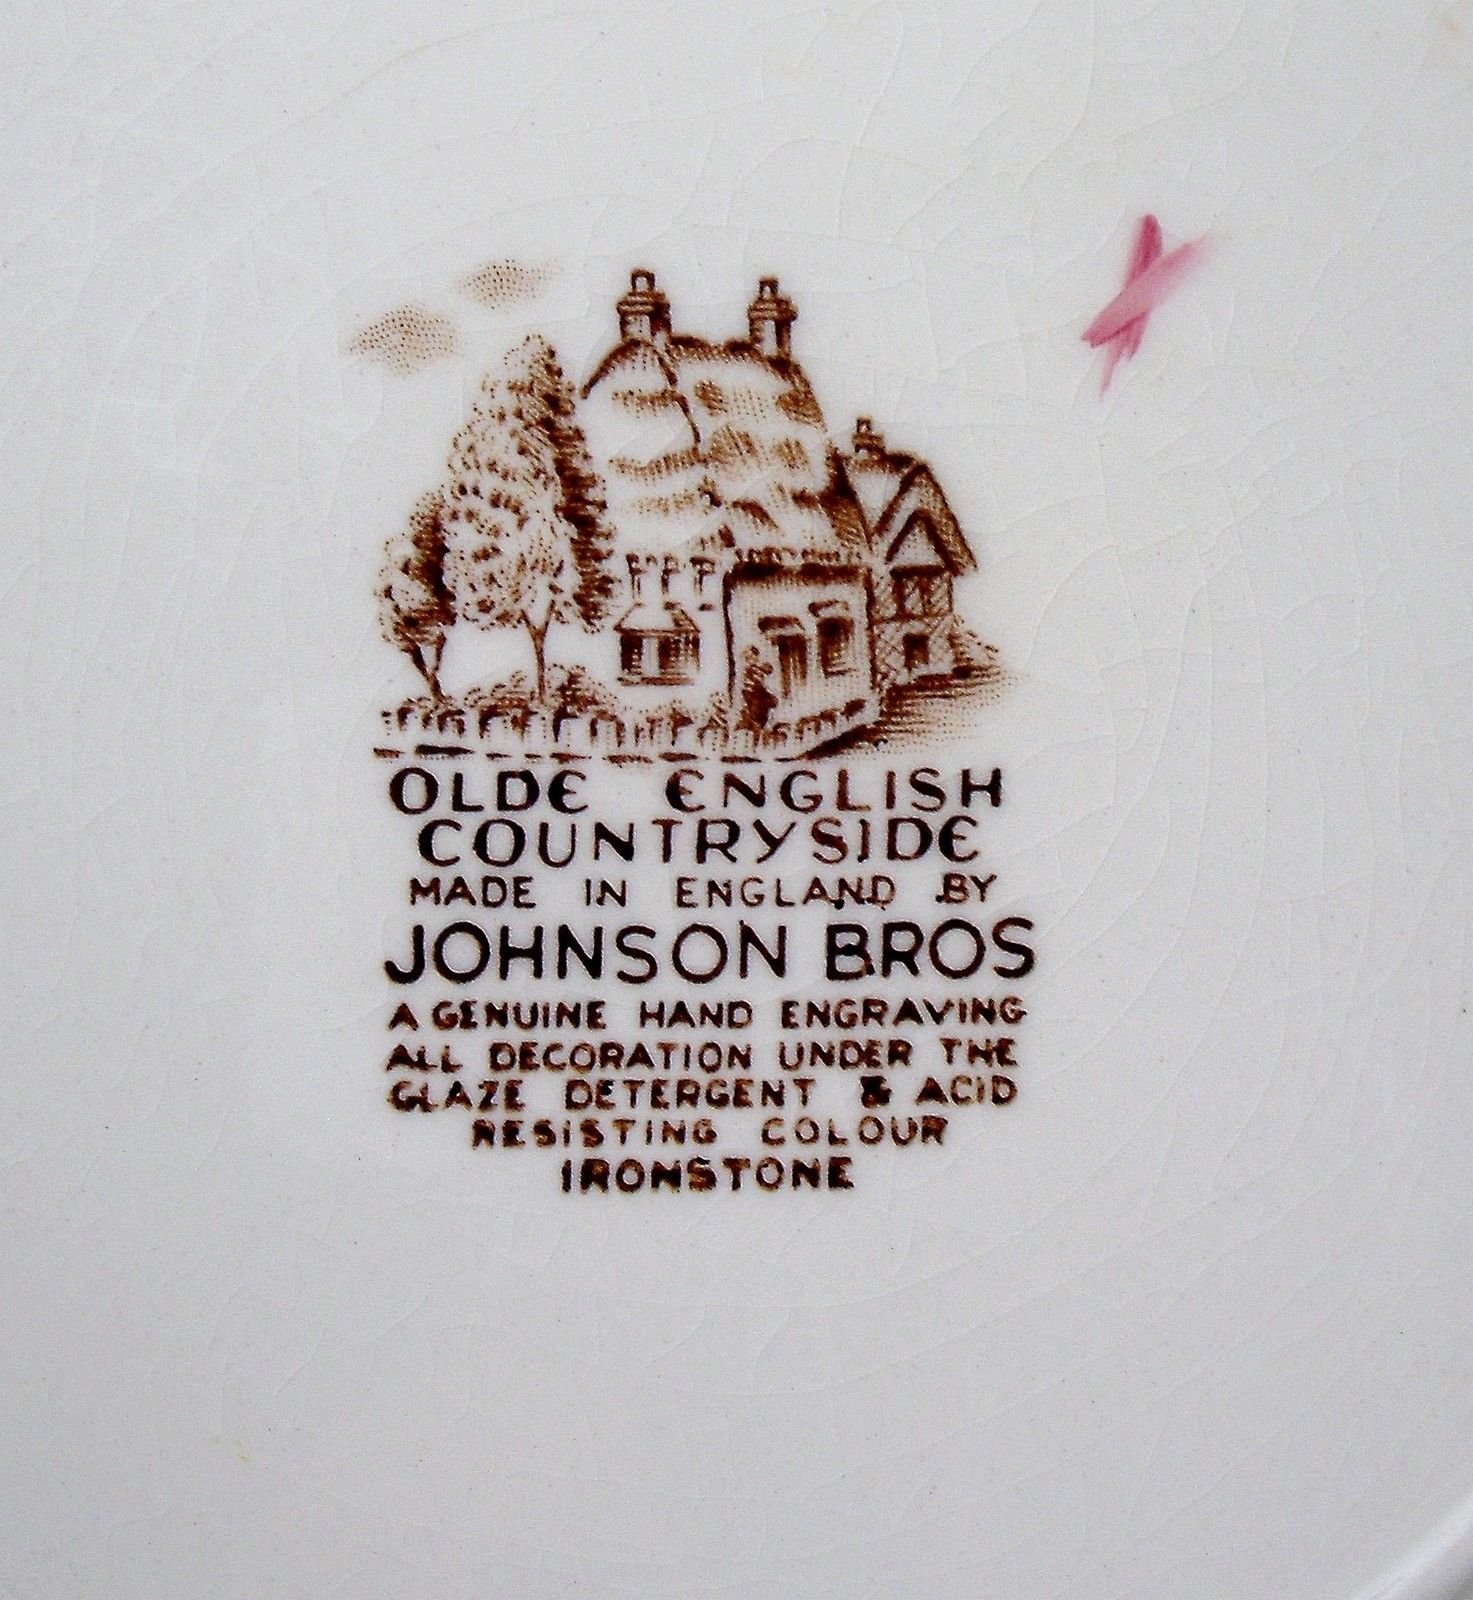 OLDE ENGLISH
COUNTRYSIDE
MADE IN ENGLAND BY
JOHNSON BROS
A GENUINE HAND ENGRAVING
ALL DECORATION UNDER THE
GLAZE DETERGENT & ACID
RESISTING COLOUR
IRONSTONE